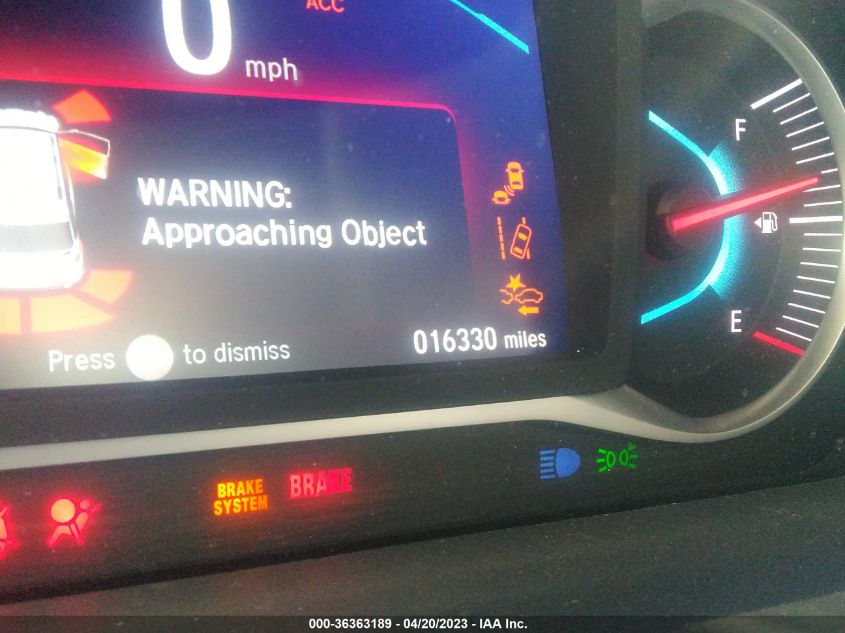 ACC
0
mph
WARNING:
Approaching Object
Press to dismiss
016330 miles
F
E
BRAKE
SYSTEM
BRAKE
000-36363189 - 04/20/2023 - IAA Inc.